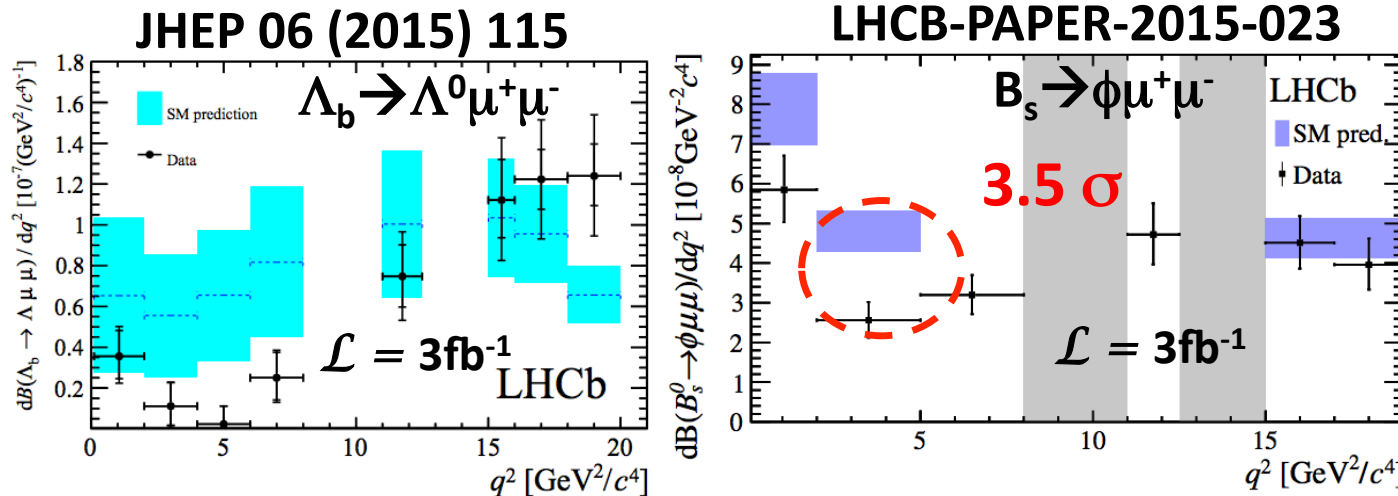 JHEP 06 (2015) 115
dB(Λb → Λ μ μ) / dq² [10⁻⁷(GeV²/c⁴)⁻¹]
1.8
1.6
1.4
1.2
1
0.8
0.6
0.4
0.2
Λb→Λ⁰μ⁺μ⁻
SM prediction
Data
ℒ = 3fb⁻¹
LHCb
0 5 10 15 20
q² [GeV²/c⁴]
LHCB-PAPER-2015-023
dB(B⁰s→ϕμμ)/dq² [10⁻⁸GeV⁻²c⁴]
9
8
7
6
5
4
3
2
1
0
Bs→ϕμ⁺μ⁻
LHCb
SM pred.
Data
3.5 σ
ℒ = 3fb⁻¹
5 10 15
q² [GeV²/c⁴]